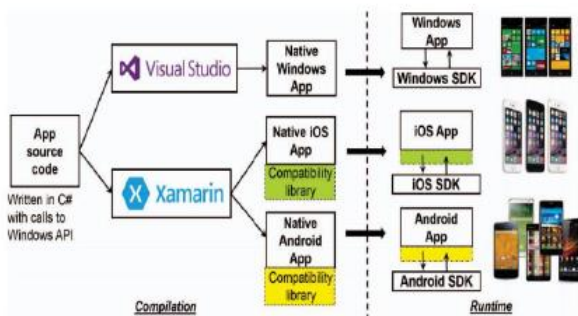 Visual Studio
Native
Windows
App
Windows
App
Windows SDK
App
source
code
Written in C#
with calls to
Windows API
Xamarin
Native iOS
App
Compatibility
library
iOS App
iOS SDK
Native
Android
App
Compatibility
library
Android
App
Android SDK
Compilation
Runtime